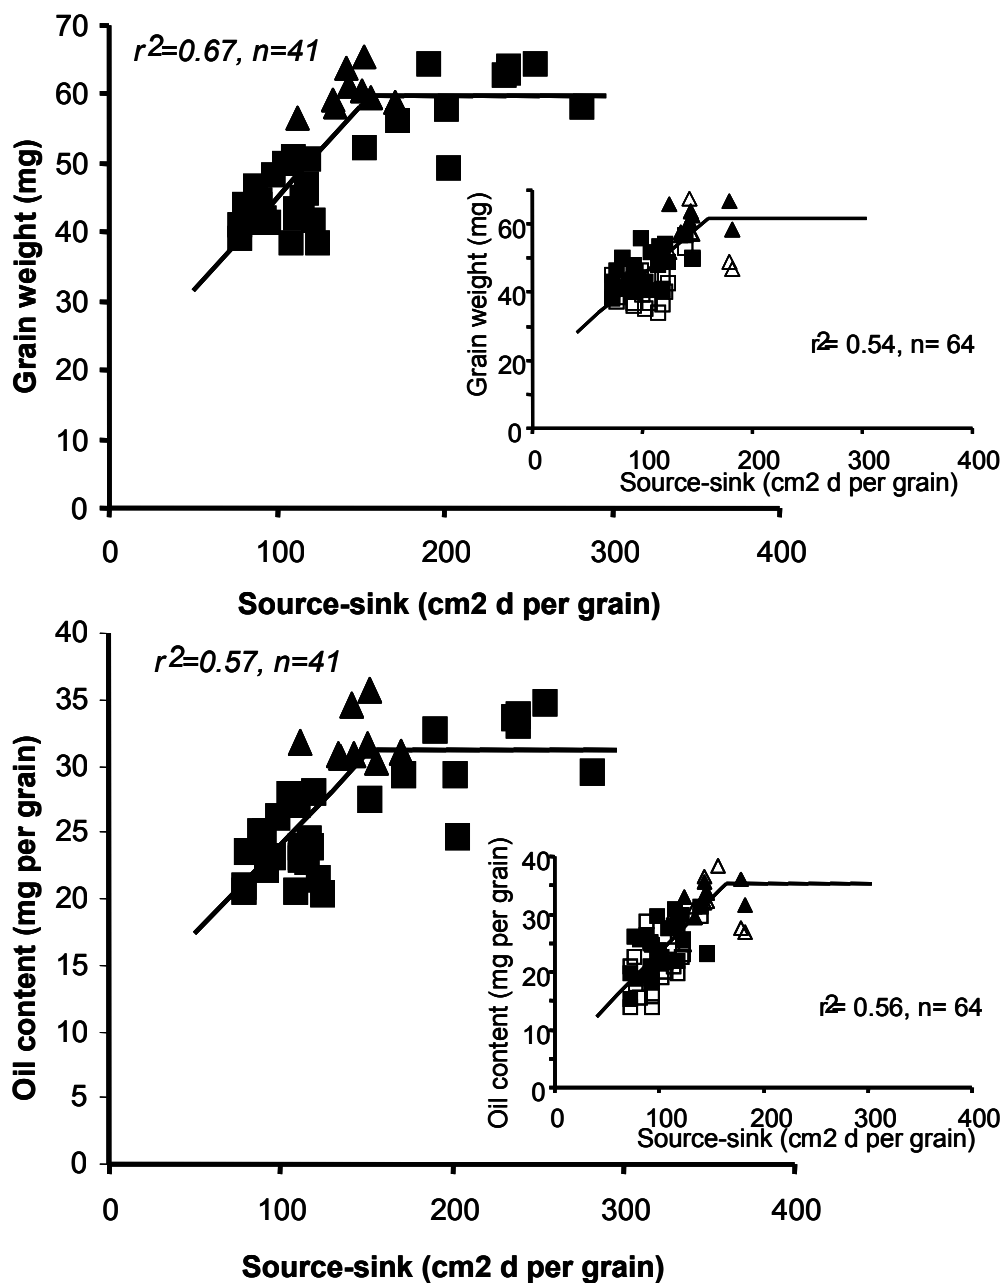 70
r2=0.67, n=41
60
50
40
30
20
10
0
Grain weight (mg)
0 100 200 300 400
Source-sink (cm2 d per grain)
60
40
20
0
Grain weight (mg)
r2= 0.54, n= 64
0 100 200 300 400
Source-sink (cm2 d per grain)
40
r2=0.57, n=41
35
30
25
20
15
10
5
0
Oil content (mg per grain)
0 100 200 300 400
Source-sink (cm2 d per grain)
40
30
20
10
0
Oil content (mg per grain)
r2= 0.56, n= 64
0 100 200 300 400
Source-sink (cm2 d per grain)